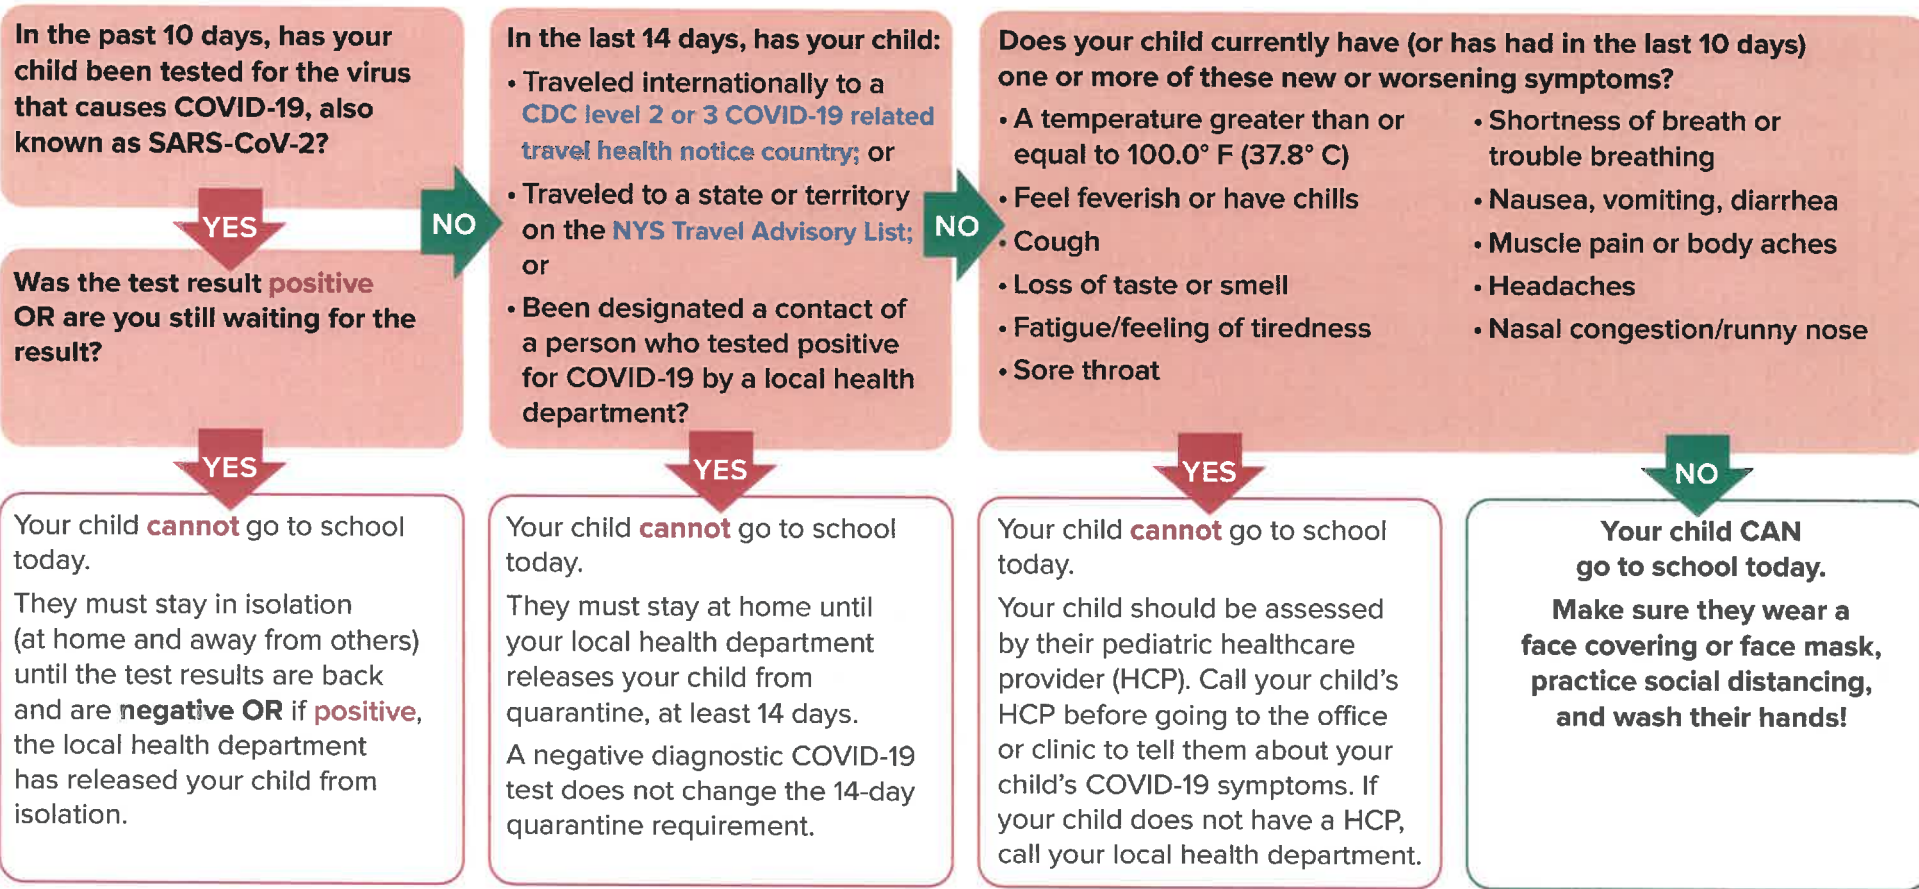 In the past 10 days, has your
child been tested for the virus
that causes COVID-19, also
known as SARS-CoV-2?
YES
NO
Was the test result positive
OR are you still waiting for the
result?
YES
Your child cannot go to school
today.
They must stay in isolation
(at home and away from others)
until the test results are back
and are negative OR if positive,
the local health department
has released your child from
isolation.
In the last 14 days, has your child:
• Traveled internationally to a
CDC level 2 or 3 COVID-19 related
travel health notice country; or
• Traveled to a state or territory
on the NYS Travel Advisory List;
or
• Been designated a contact of
a person who tested positive
for COVID-19 by a local health
department?
NO
YES
Your child cannot go to school
today.
They must stay at home until
your local health department
releases your child from
quarantine, at least 14 days.
A negative diagnostic COVID-19
test does not change the 14-day
quarantine requirement.
Does your child currently have (or has had in the last 10 days)
one or more of these new or worsening symptoms?
• A temperature greater than or
equal to 100.0° F (37.8° C)
• Feel feverish or have chills
• Cough
• Loss of taste or smell
• Fatigue/feeling of tiredness
• Sore throat
• Shortness of breath or
trouble breathing
• Nausea, vomiting, diarrhea
• Muscle pain or body aches
• Headaches
• Nasal congestion/runny nose
YES
Your child cannot go to school
today.
Your child should be assessed
by their pediatric healthcare
provider (HCP). Call your child's
HCP before going to the office
or clinic to tell them about your
child's COVID-19 symptoms. If
your child does not have a HCP,
call your local health department.
NO
Your child CAN
go to school today.
Make sure they wear a
face covering or face mask,
practice social distancing,
and wash their hands!